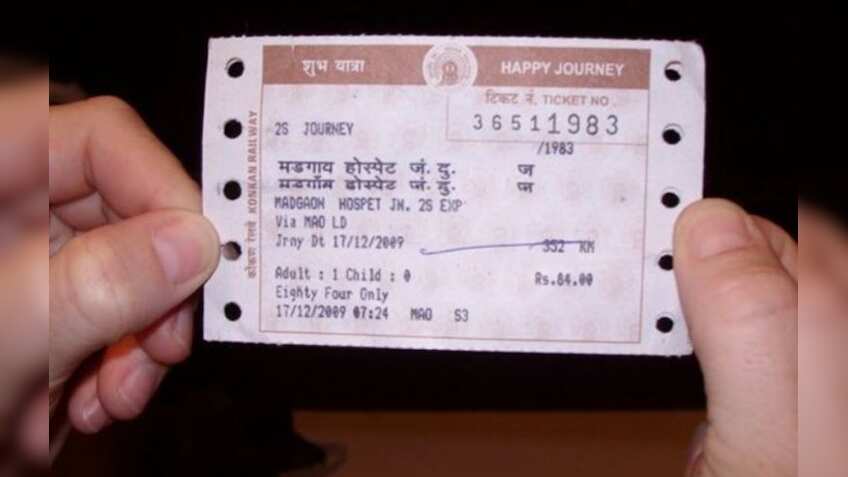 शुभ यात्रा HAPPY JOURNEY
टिकट नं. TICKET NO
36511983
/1983
2S JOURNEY
मडगाव होस्पेट जं. दु. ज
मडगाँव होस्पेट जं. दु. ज
MADGAON HOSPET JN. 2S EXP
Via MAO LD
Jrny Dt 17/12/2009 352 KM
Adult : 1 Child : 0 Rs.84.00
Eighty Four Only
17/12/2009 07:24 MAO S3
कोंकण रेलवे KONKAN RAILWAY